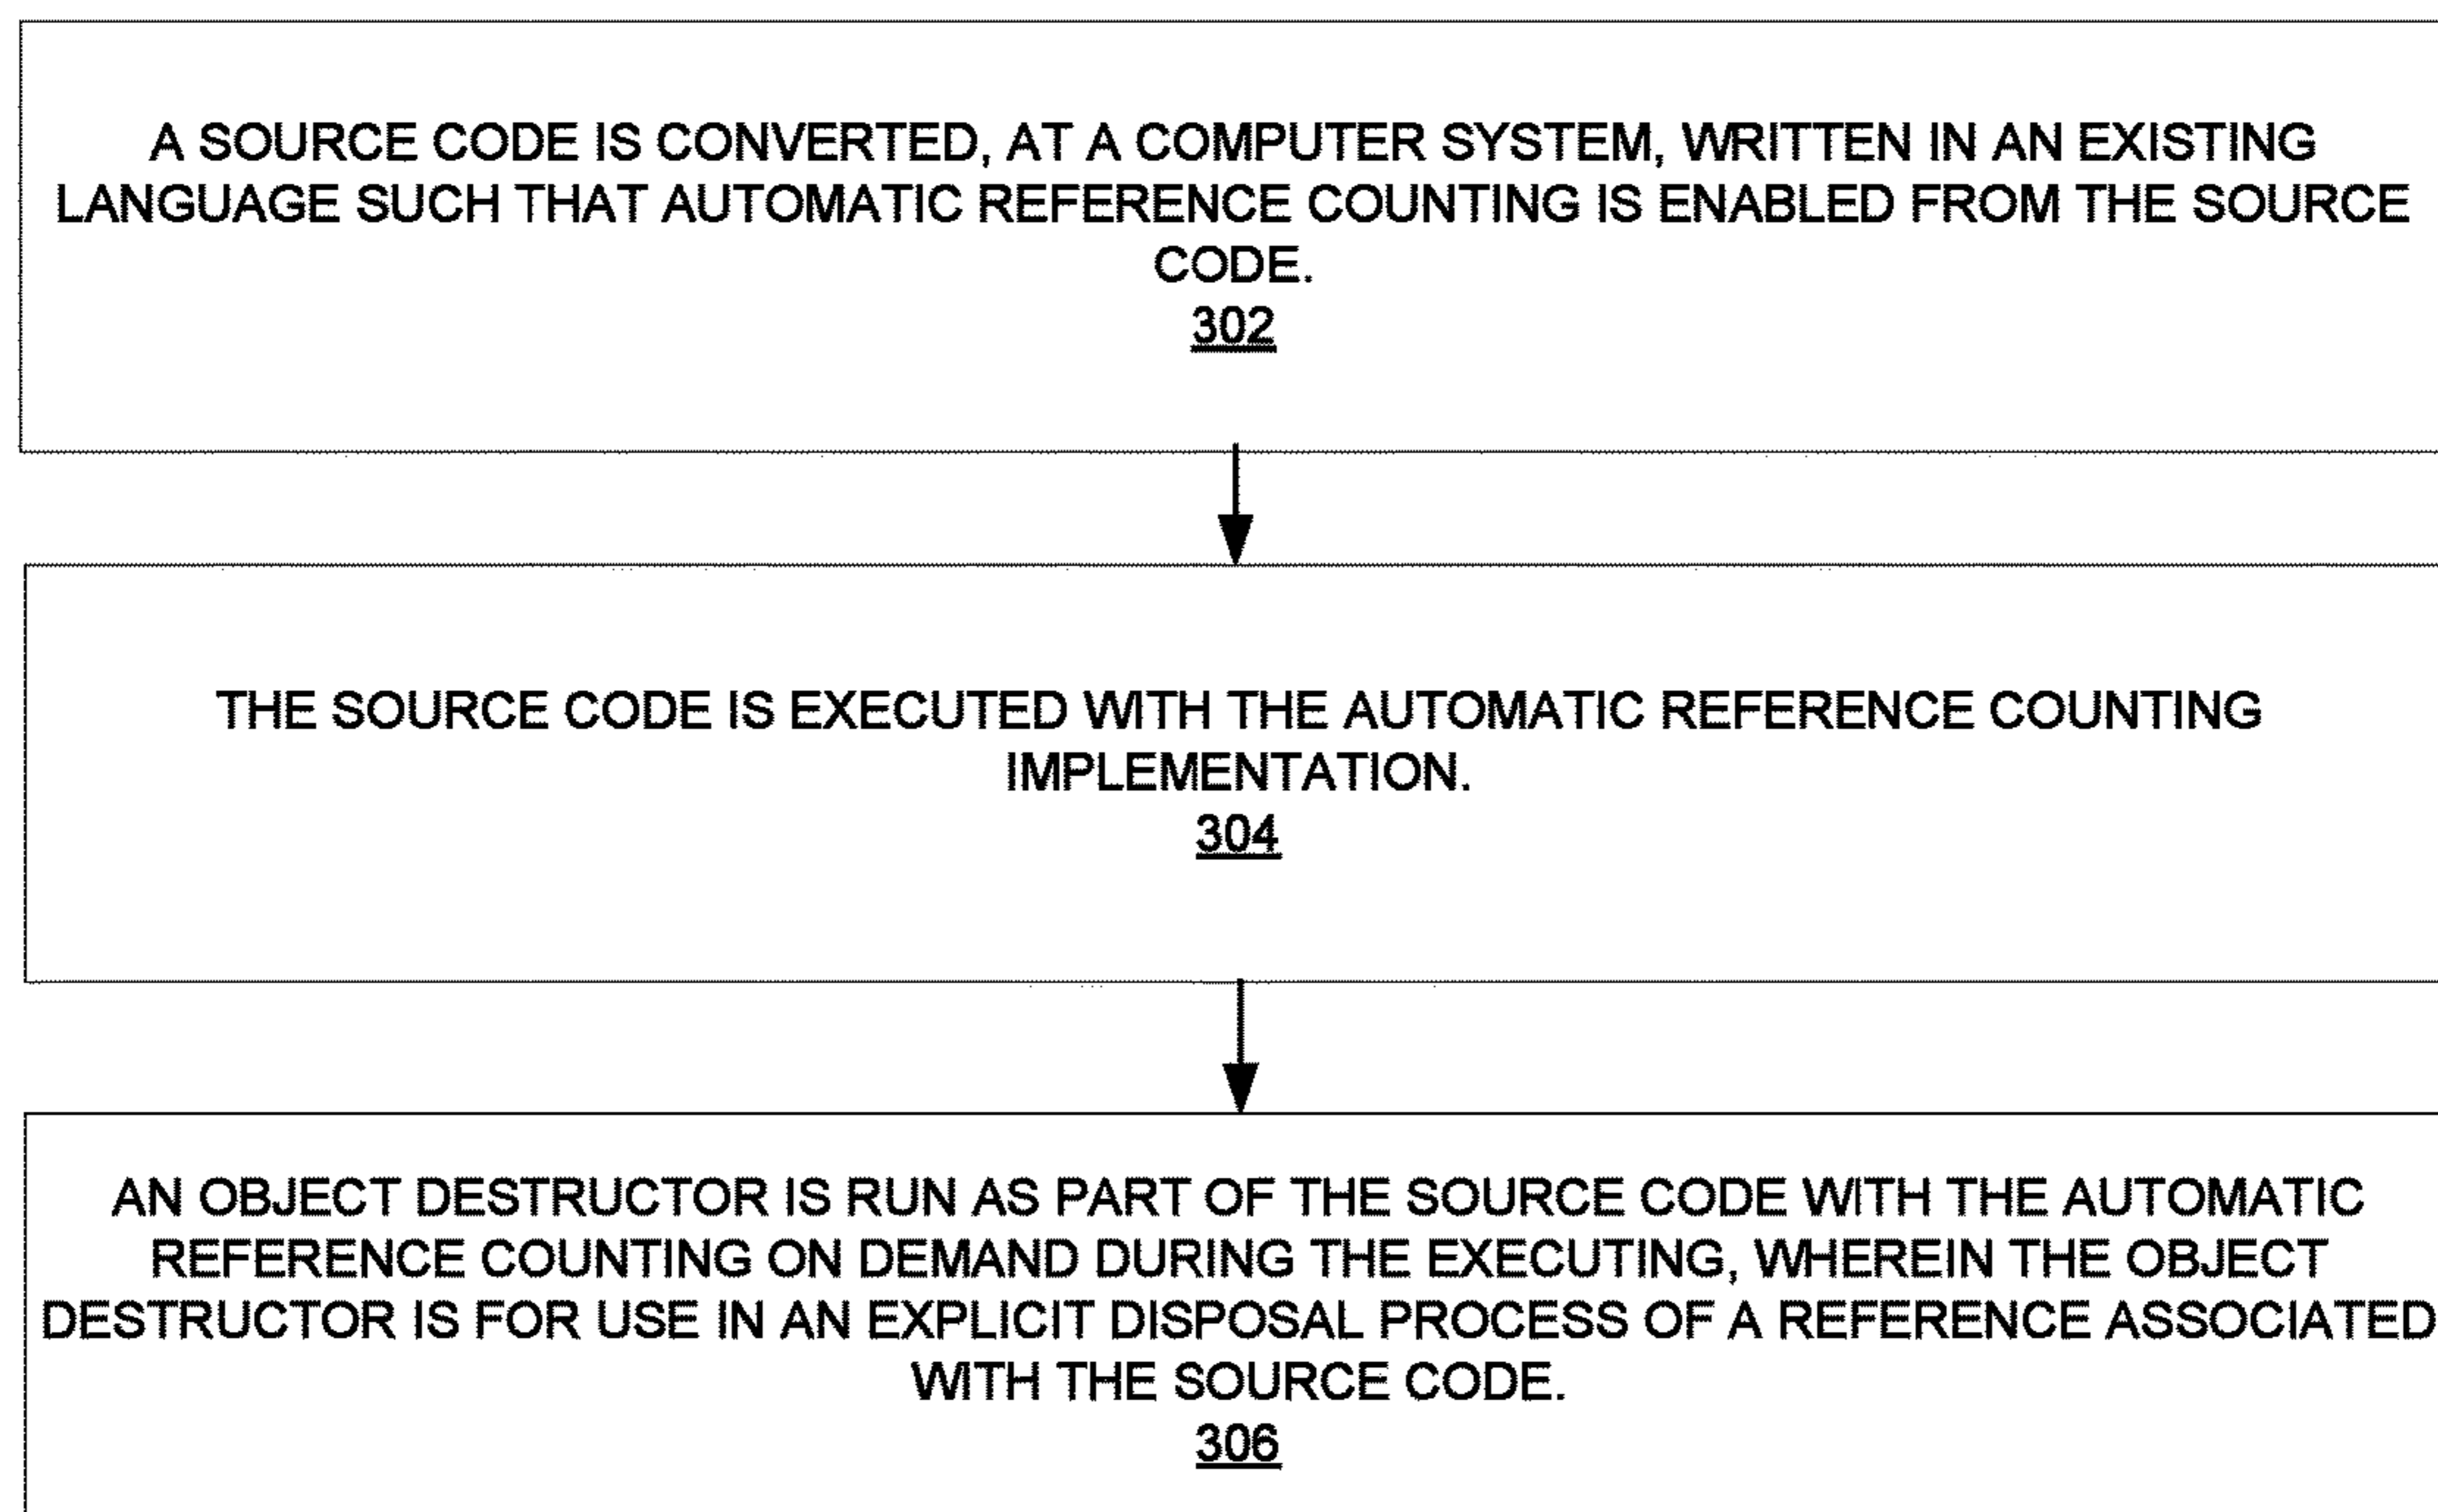 A SOURCE CODE IS CONVERTED, AT A COMPUTER SYSTEM, WRITTEN IN AN EXISTING
LANGUAGE SUCH THAT AUTOMATIC REFERENCE COUNTING IS ENABLED FROM THE SOURCE
CODE.
302
THE SOURCE CODE IS EXECUTED WITH THE AUTOMATIC REFERENCE COUNTING
IMPLEMENTATION.
304
AN OBJECT DESTRUCTOR IS RUN AS PART OF THE SOURCE CODE WITH THE AUTOMATIC
REFERENCE COUNTING ON DEMAND DURING THE EXECUTING, WHEREIN THE OBJECT
DESTRUCTOR IS FOR USE IN AN EXPLICIT DISPOSAL PROCESS OF A REFERENCE ASSOCIATED
WITH THE SOURCE CODE.
306